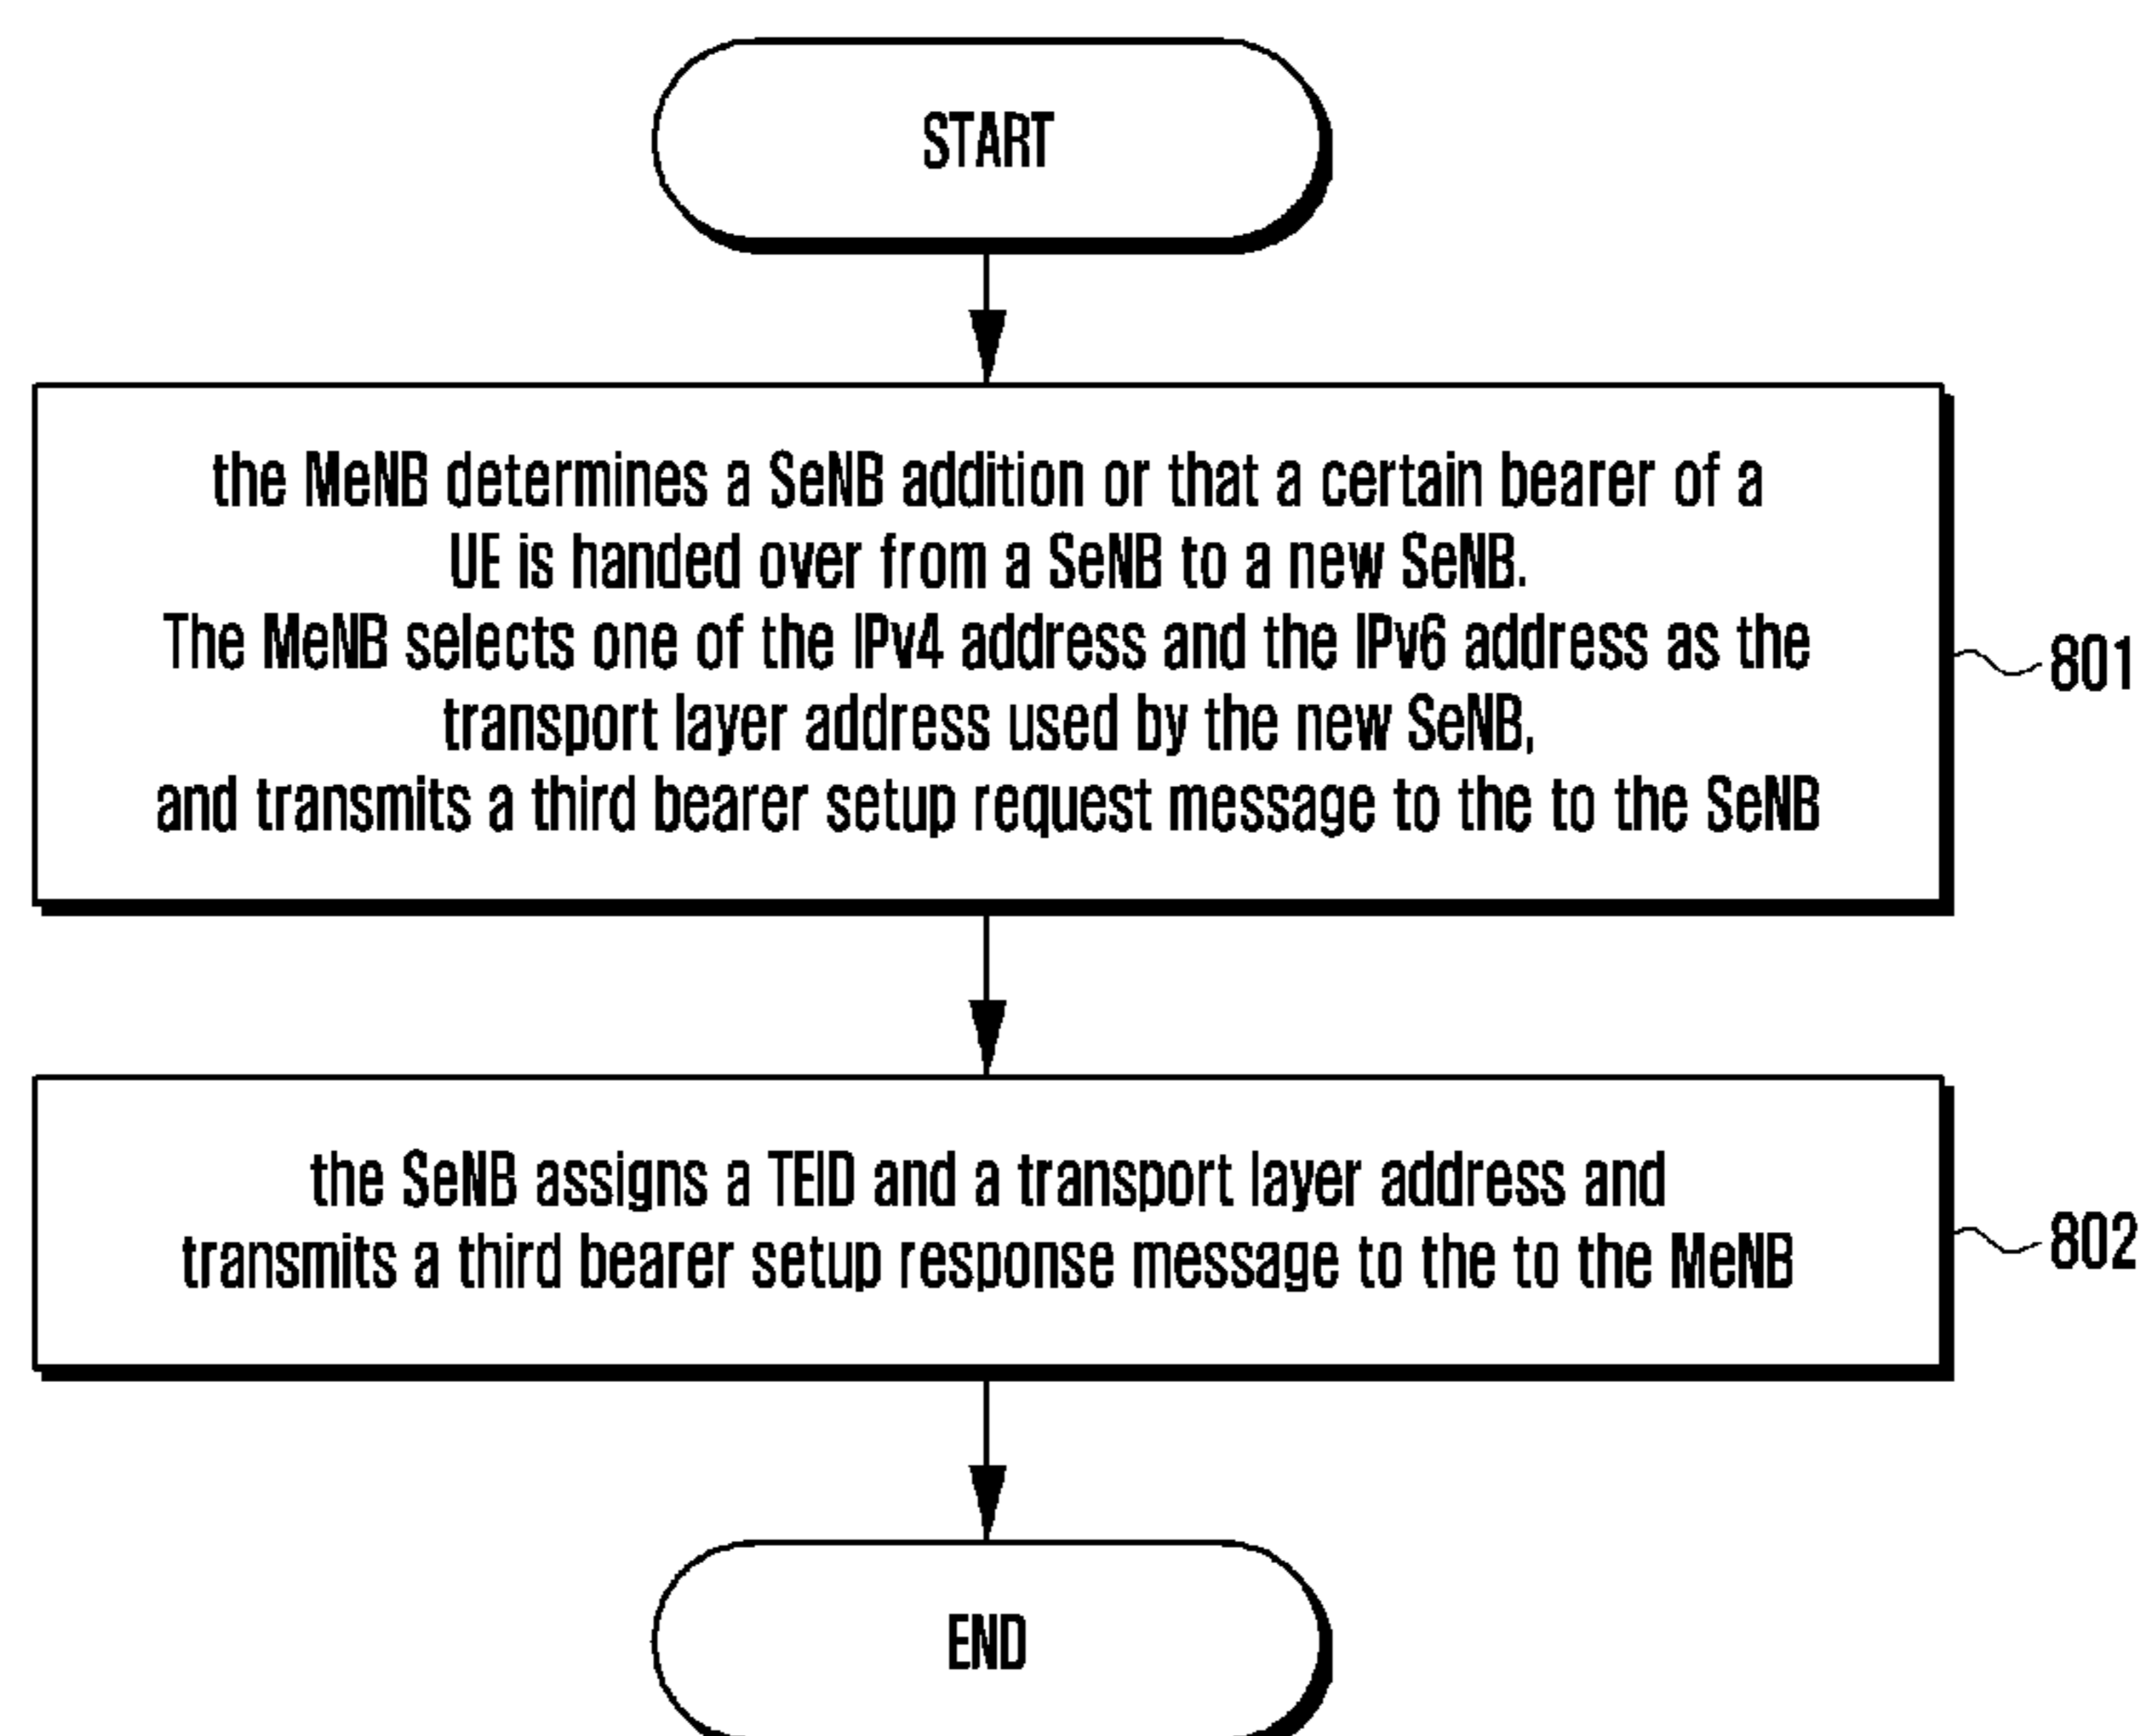 START
the MeNB determines a SeNB addition or that a certain bearer of a
UE is handed over from a SeNB to a new SeNB.
The MeNB selects one of the IPv4 address and the IPv6 address as the
transport layer address used by the new SeNB,
and transmits a third bearer setup request message to the to the SeNB
801
the SeNB assigns a TEID and a transport layer address and
transmits a third bearer setup response message to the to the MeNB
802
END